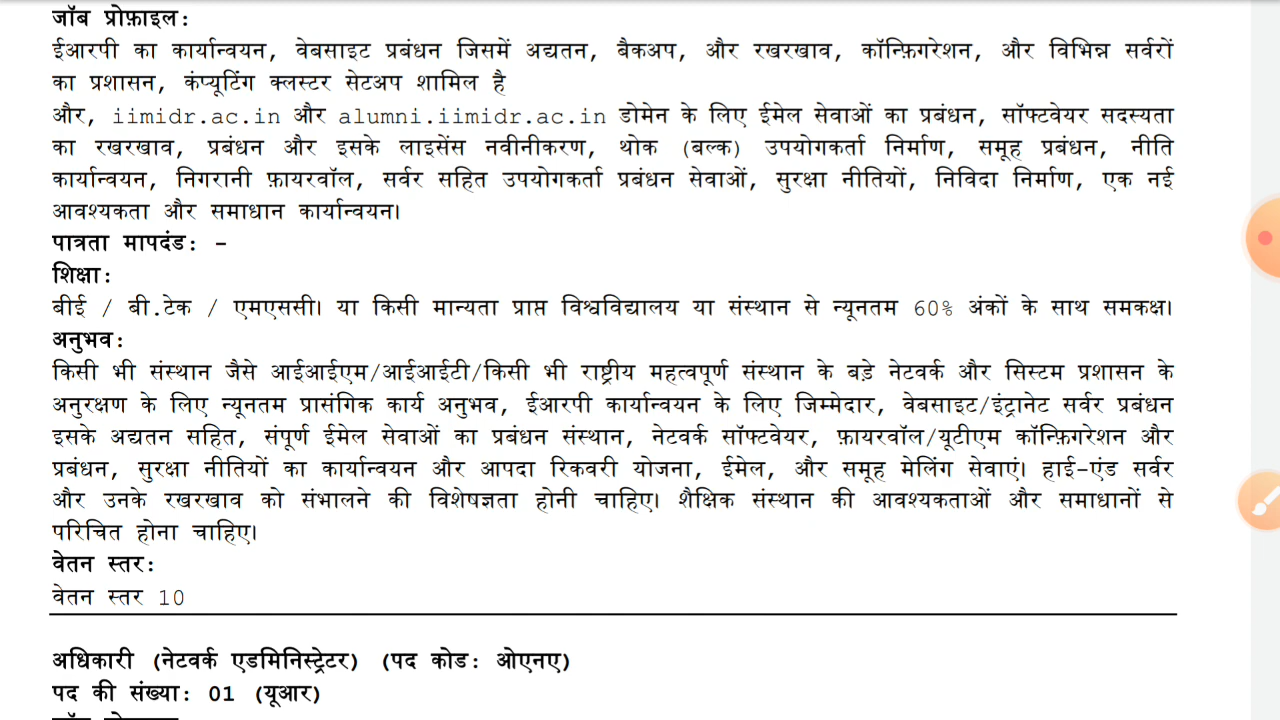 जॉब प्रोफ़ाइल:
ईआरपी का कार्यान्वयन, वेबसाइट प्रबंधन जिसमें अद्यतन, बैकअप, और रखरखाव, कॉन्फ़िगरेशन, और विभिन्न सर्वरों
का प्रशासन, कंप्यूटिंग क्लस्टर सेटअप शामिल है
और, iimidr.ac.in और alumni.iimidr.ac.in डोमेन के लिए ईमेल सेवाओं का प्रबंधन, सॉफ्टवेयर सदस्यता
का रखरखाव, प्रबंधन और इसके लाइसेंस नवीनीकरण, थोक (बल्क) उपयोगकर्ता निर्माण, समूह प्रबंधन, नीति
कार्यान्वयन, निगरानी फ़ायरवॉल, सर्वर सहित उपयोगकर्ता प्रबंधन सेवाओं, सुरक्षा नीतियों, निविदा निर्माण, एक नई
आवश्यकता और समाधान कार्यान्वयन।
पात्रता मापदंड: -
शिक्षा:
बीई / बी.टेक / एमएससी। या किसी मान्यता प्राप्त विश्वविद्यालय या संस्थान से न्यूनतम 60% अंकों के साथ समकक्ष।
अनुभव:
किसी भी संस्थान जैसे आईआईएम/आईआईटी/किसी भी राष्ट्रीय महत्वपूर्ण संस्थान के बड़े नेटवर्क और सिस्टम प्रशासन के
अनुरक्षण के लिए न्यूनतम प्रासंगिक कार्य अनुभव, ईआरपी कार्यान्वयन के लिए जिम्मेदार, वेबसाइट/इंट्रानेट सर्वर प्रबंधन
इसके अद्यतन सहित, संपूर्ण ईमेल सेवाओं का प्रबंधन संस्थान, नेटवर्क सॉफ्टवेयर, फ़ायरवॉल/यूटीएम कॉन्फ़िगरेशन और
प्रबंधन, सुरक्षा नीतियों का कार्यान्वयन और आपदा रिकवरी योजना, ईमेल, और समूह मेलिंग सेवाएं। हाई-एंड सर्वर
और उनके रखरखाव को संभालने की विशेषज्ञता होनी चाहिए। शैक्षिक संस्थान की आवश्यकताओं और समाधानों से
परिचित होना चाहिए।
वेतन स्तर:
वेतन स्तर 10
अधिकारी (नेटवर्क एडमिनिस्ट्रेटर) (पद कोड: ओएनए)
पद की संख्या: 01 (यूआर)